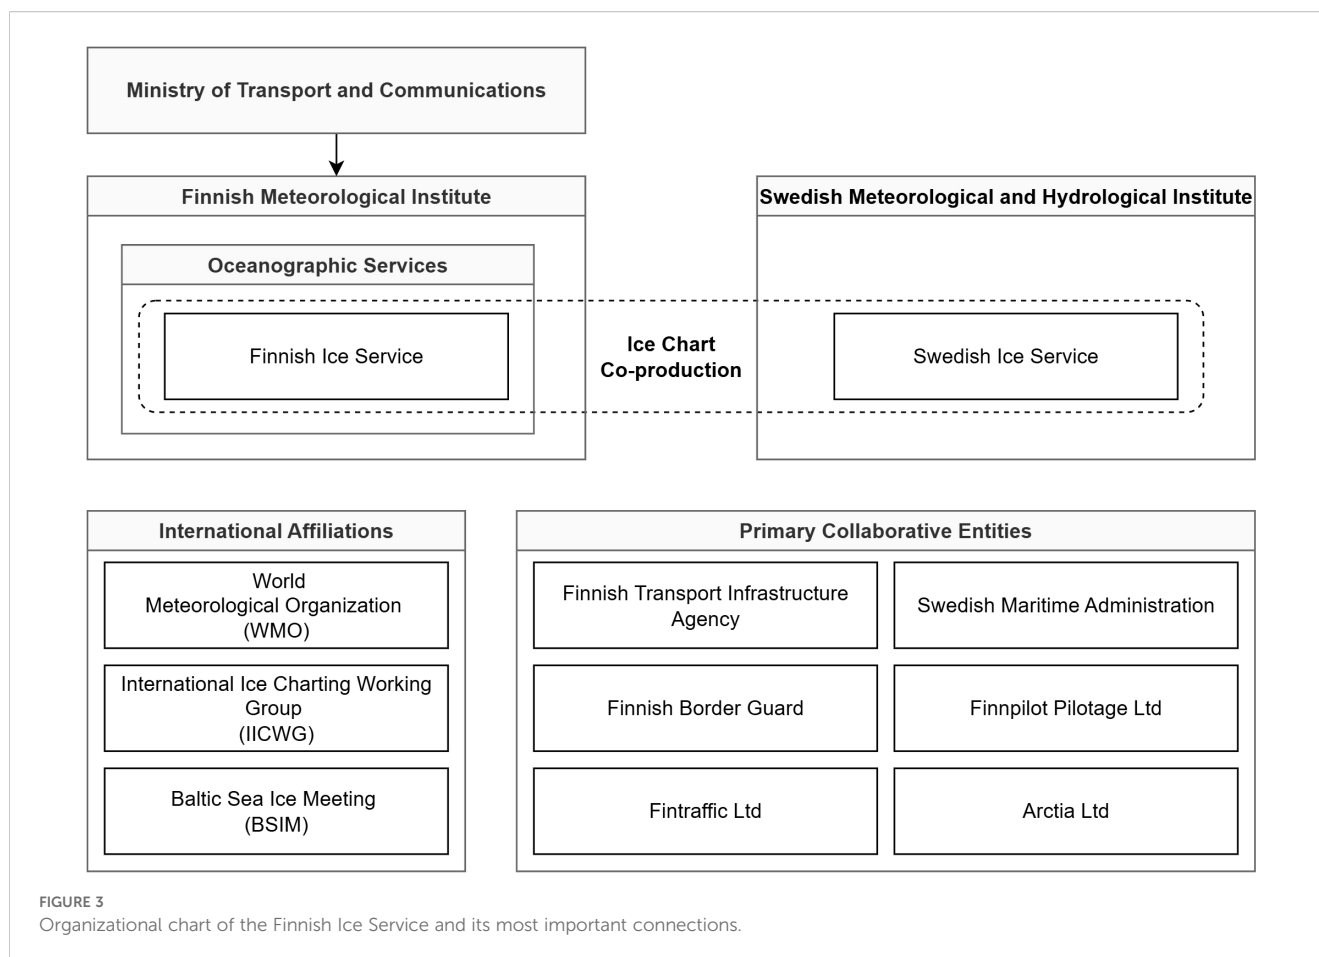 Ministry of Transport and Communications
Finnish Meteorological Institute
Swedish Meteorological and Hydrological Institute
Oceanographic Services
Finnish Ice Service
Ice Chart
Co-production
Swedish Ice Service
International Affiliations
World
Meteorological Organization
(WMO)
International Ice Charting Working
Group
(IICWG)
Baltic Sea Ice Meeting
(BSIM)
Primary Collaborative Entities
Finnish Transport Infrastructure
Agency
Swedish Maritime Administration
Finnish Border Guard
Finnpilot Pilotage Ltd
Fintraffic Ltd
Arctia Ltd
FIGURE 3
Organizational chart of the Finnish Ice Service and its most important connections.